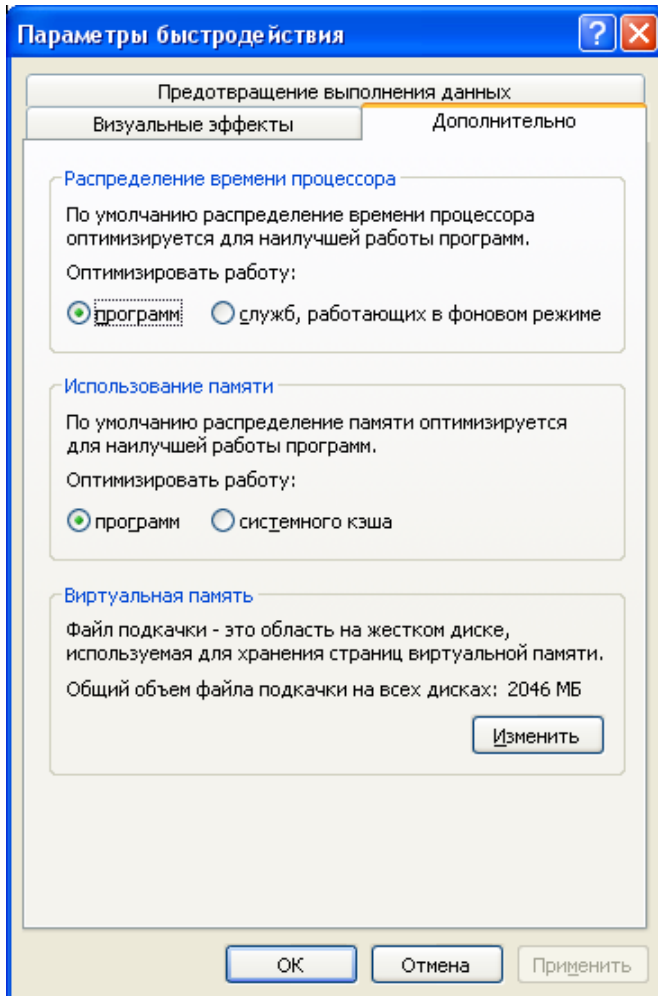 Параметры быстродействия
Предотвращение выполнения данных
Визуальные эффекты
Дополнительно
Распределение времени процессора
По умолчанию распределение времени процессора
оптимизируется для наилучшей работы программ.
Оптимизировать работу:
программ служб, работающих в фоновом режиме
Использование памяти
По умолчанию распределение памяти оптимизируется
для наилучшей работы программ.
Оптимизировать работу:
программ системного кэша
Виртуальная память
Файл подкачки - это область на жестком диске,
используемая для хранения страниц виртуальной памяти.
Общий объем файла подкачки на всех дисках: 2046 МБ
Изменить
ОК Отмена Применить